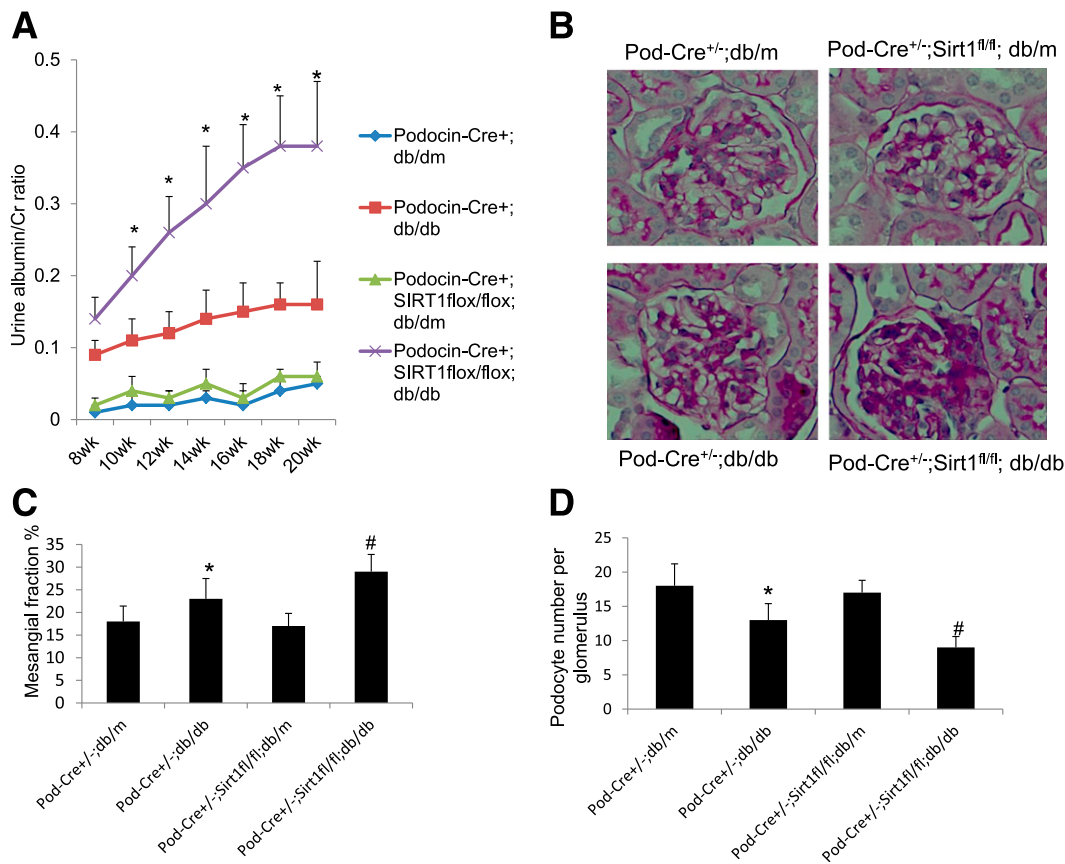 A
0.5
0.4
0.3
0.2
0.1
0
Urine albumin/Cr ratio
* * * * * *
8wk 10wk 12wk 14wk 16wk 18wk 20wk
Podocin-Cre+;
db/dm
Podocin-Cre+;
db/db
Podocin-Cre+;
SIRT1flox/flox;
db/dm
Podocin-Cre+;
SIRT1flox/flox;
db/db
B
Pod-Cre+/-;db/m
Pod-Cre+/-;Sirt1fl/fl; db/m
Pod-Cre+/-;db/db
Pod-Cre+/-;Sirt1fl/fl; db/db
C
Mesangial fraction %
35
30
25
20
15
10
5
0
*
#
Pod-Cre+/-;db/m
Pod-Cre+/-;db/db
Pod-Cre+/-;Sirt1fl/fl;db/m
Pod-Cre+/-;Sirt1fl/fl;db/db
D
Podocyte number per
glomerulus
25
20
15
10
5
0
*
#
Pod-Cre+/-;db/m
Pod-Cre+/-;db/db
Pod-Cre+/-;Sirt1fl/fl;db/m
Pod-Cre+/-;Sirt1fl/fl;db/db